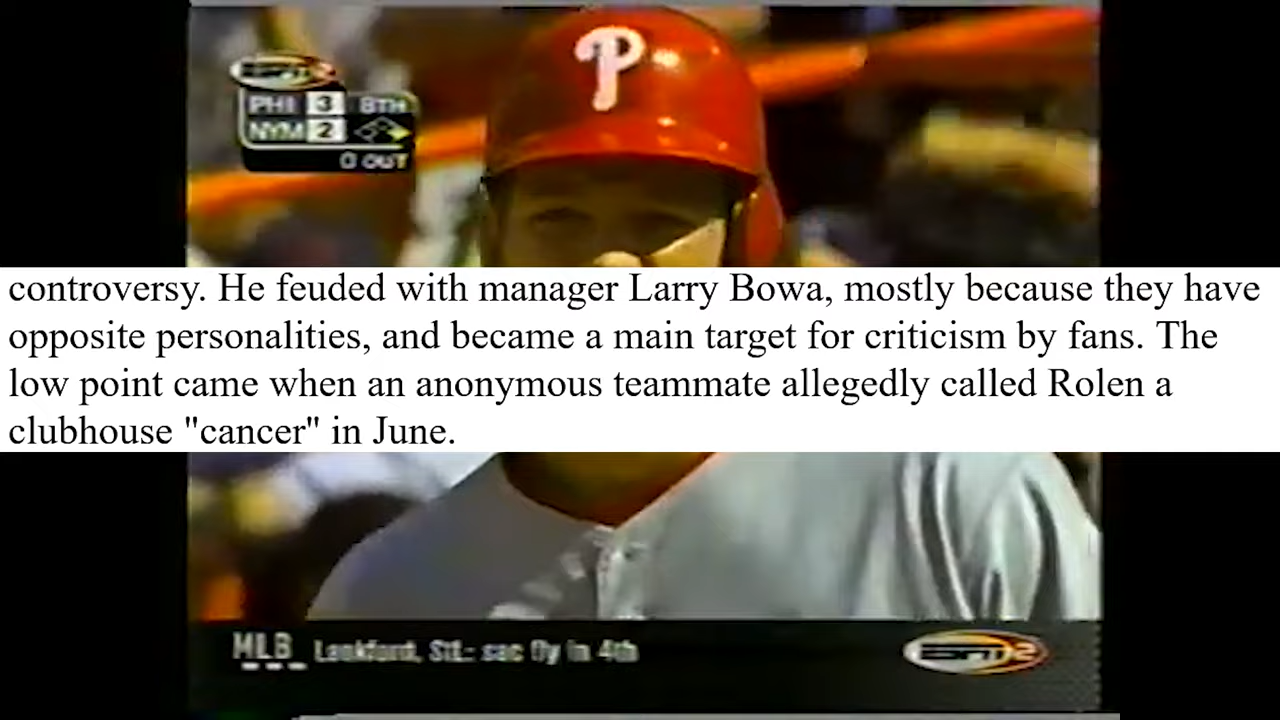 P
ESPN2
PHI 3 8TH
NYM 2
0 OUT
controversy. He feuded with manager Larry Bowa, mostly because they have
opposite personalities, and became a main target for criticism by fans. The
low point came when an anonymous teammate allegedly called Rolen a
clubhouse "cancer" in June.
MLB Lankford, StL: sac fly in 4th
ESPN2